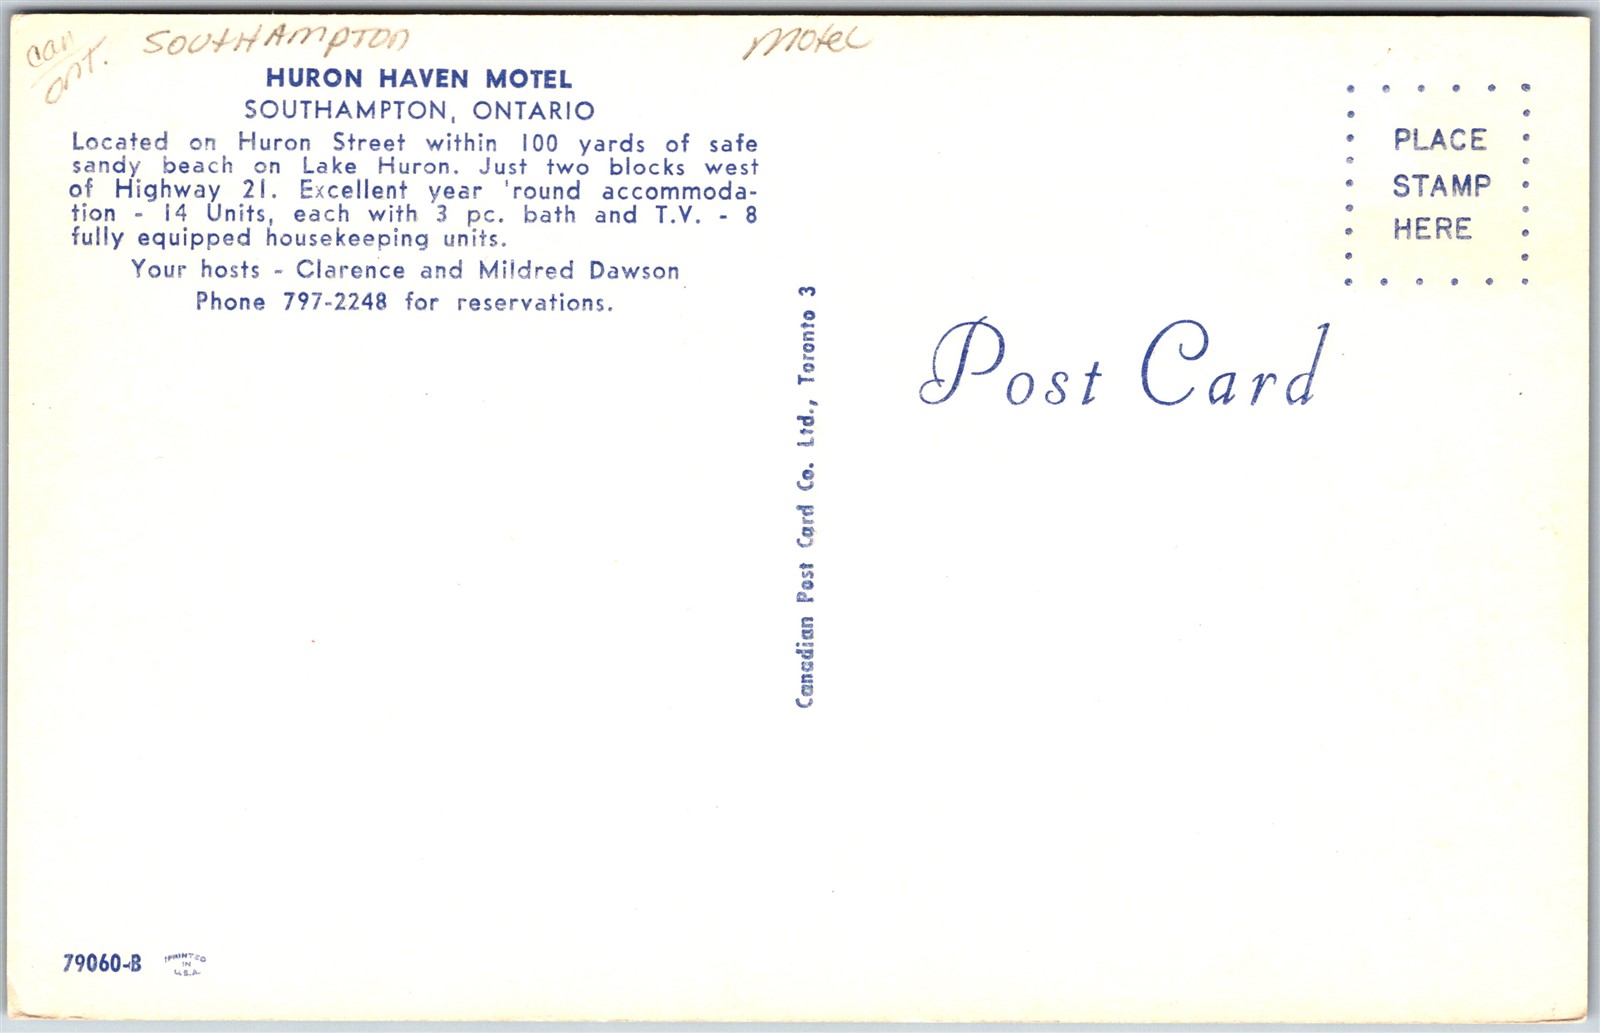 can
ont.
SOUTHAMPTON
Motel
HURON HAVEN MOTEL
SOUTHAMPTON, ONTARIO
Located on Huron Street within 100 yards of safe
sandy beach on Lake Huron. Just two blocks west
of Highway 21. Excellent year 'round accommoda-
tion - 14 Units, each with 3 pc. bath and T.V. - 8
fully equipped housekeeping units.
Your hosts - Clarence and Mildred Dawson
Phone 797-2248 for reservations.
Canadian Post Card Co. Ltd., Toronto 3
PLACE
STAMP
HERE
Post Card
79060-B
PRINTED
IN
U.S.A.